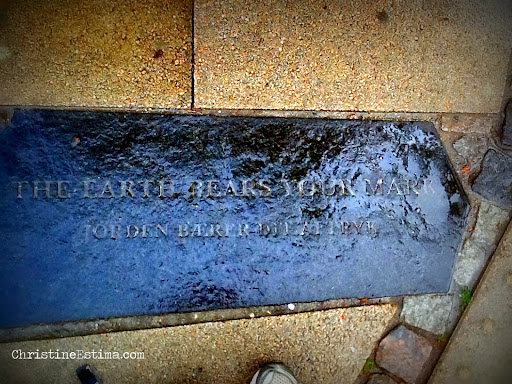 THE EARTH BEARS YOUR MARK
JORDEN BÆRER DIT AFTRYK
ChristineEstima.com